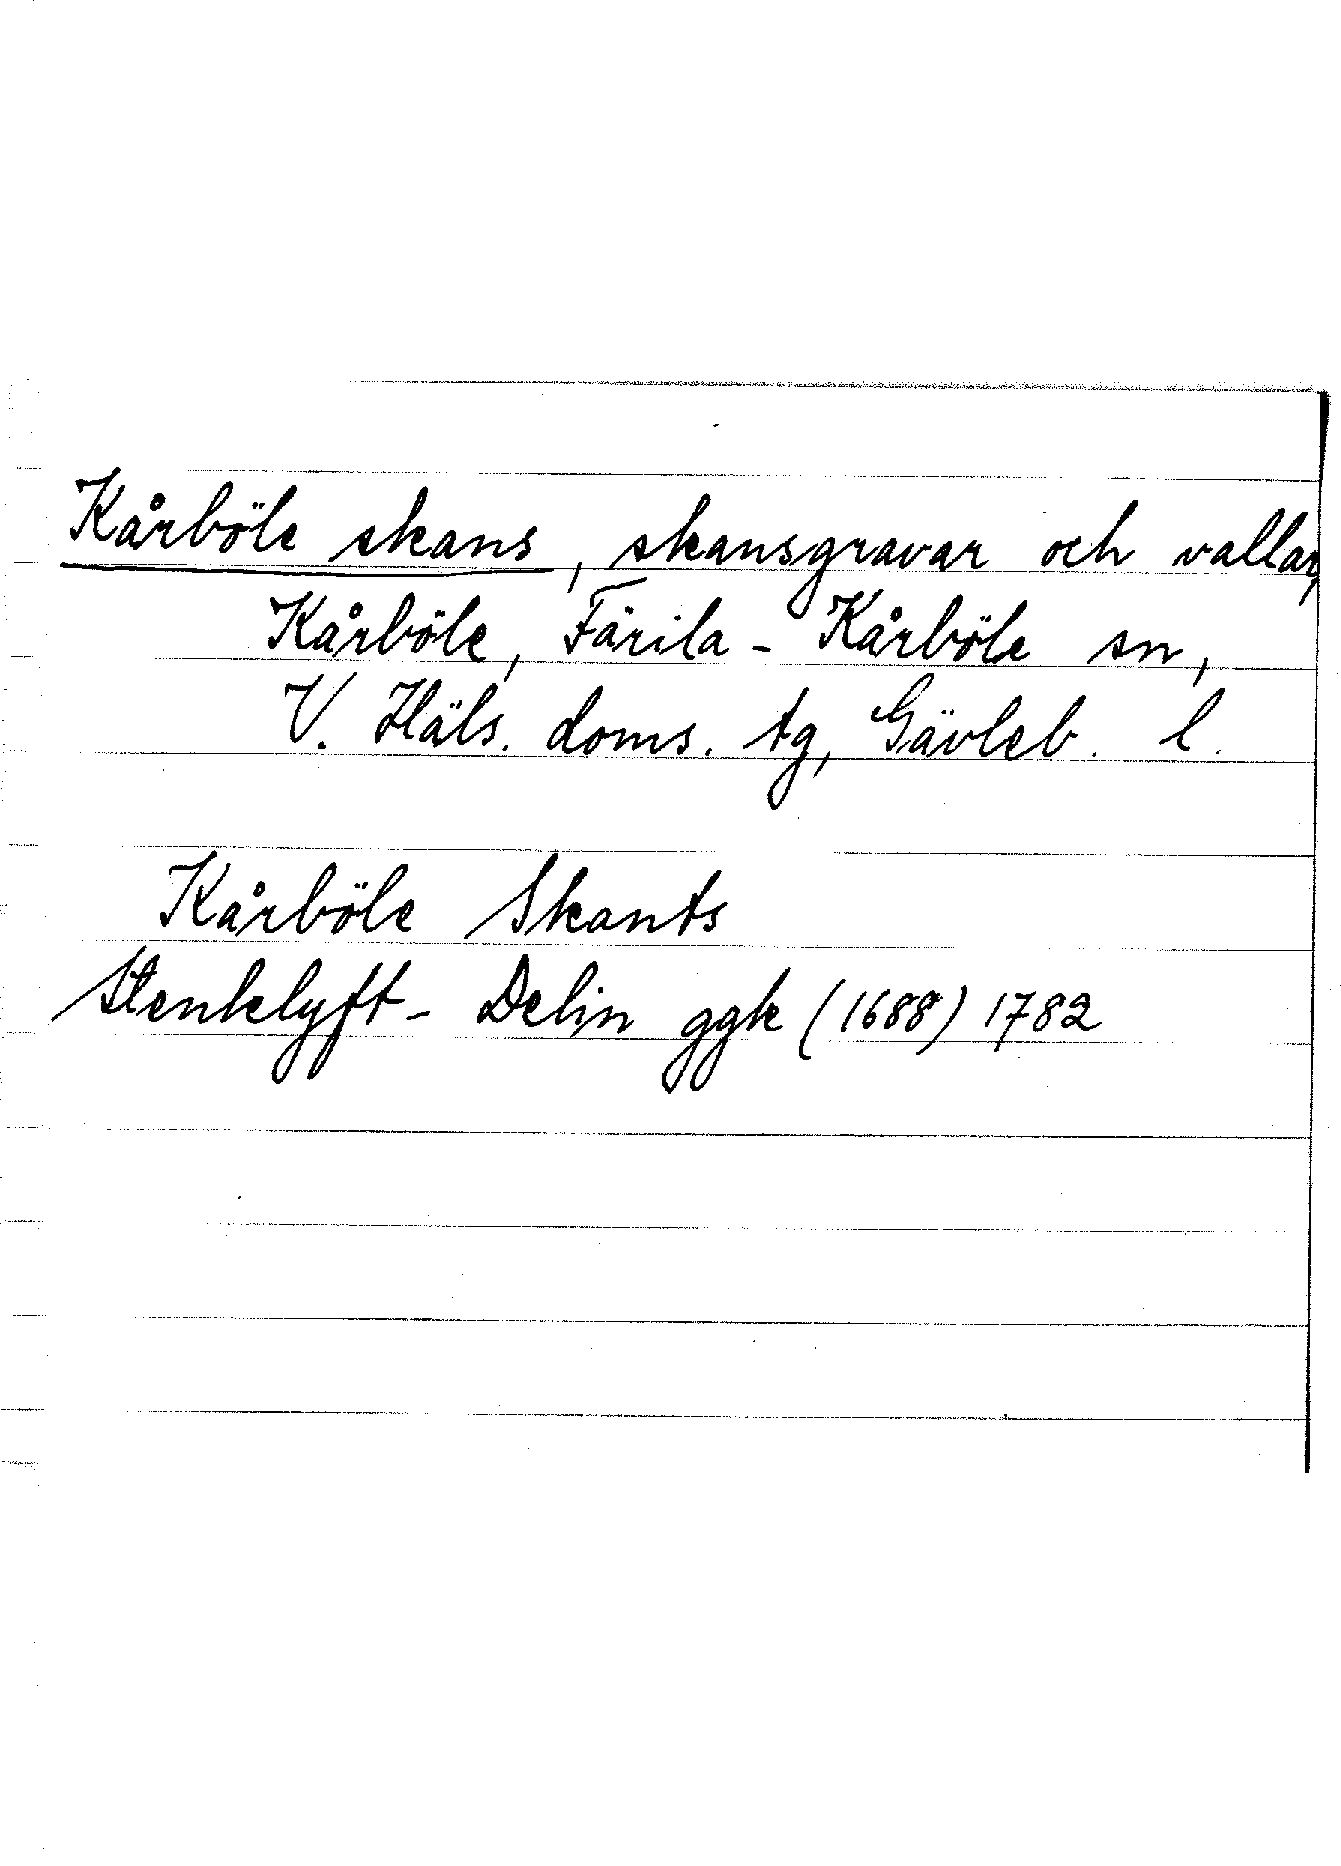 Kårböle skans, skansgravar och vallar,
Kårböle, Färila - Kårböle sn,
V. Häls. doms. tg, Gävleb. l.
Kårböle Skants
Stenklyft - Delin ggk (1688) 1782